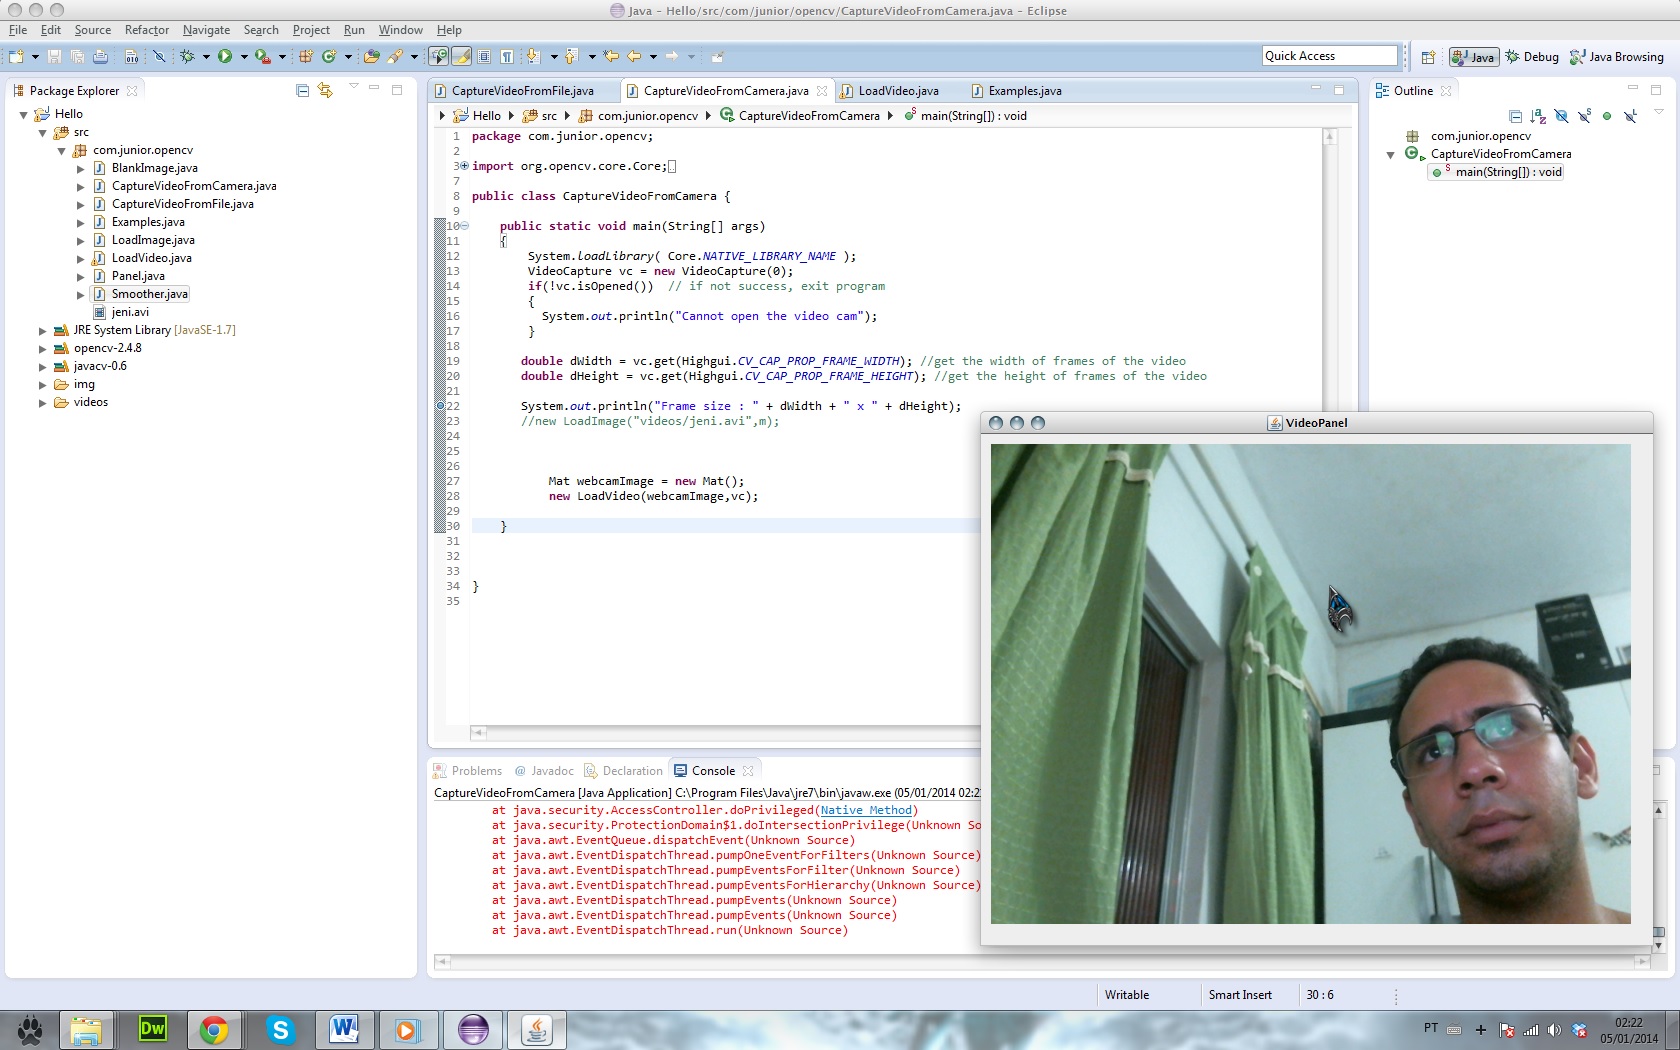 Java - Hello/src/com/junior/opencv/CaptureVideoFromCamera.java - Eclipse
File Edit Source Refactor Navigate Search Project Run Window Help
Quick Access
Java
Debug
Java Browsing
Package Explorer
Hello
src
com.junior.opencv
BlankImage.java
CaptureVideoFromCamera.java
CaptureVideoFromFile.java
Examples.java
LoadImage.java
LoadVideo.java
Panel.java
Smoother.java
jeni.avi
JRE System Library [JavaSE-1.7]
opencv-2.4.8
javacv-0.6
img
videos
CaptureVideoFromFile.java CaptureVideoFromCamera.java LoadVideo.java Examples.java
Hello src com.junior.opencv CaptureVideoFromCamera main(String[]) : void
1 package com.junior.opencv;
2
3 import org.opencv.core.Core;
7
8 public class CaptureVideoFromCamera {
9
10 public static void main(String[] args)
11 {
12 System.loadLibrary( Core.NATIVE_LIBRARY_NAME );
13 VideoCapture vc = new VideoCapture(0);
14 if(!vc.isOpened()) // if not success, exit program
15 {
16 System.out.println("Cannot open the video cam");
17 }
18
19 double dWidth = vc.get(Highgui.CV_CAP_PROP_FRAME_WIDTH); //get the width of frames of the video
20 double dHeight = vc.get(Highgui.CV_CAP_PROP_FRAME_HEIGHT); //get the height of frames of the video
21
22 System.out.println("Frame size : " + dWidth + " x " + dHeight);
23 //new LoadImage("videos/jeni.avi",m);
24
25
26
27 Mat webcamImage = new Mat();
28 new LoadVideo(webcamImage,vc);
29
30 }
31
32
33
34 }
35
Outline
com.junior.opencv
CaptureVideoFromCamera
main(String[]) : void
VideoPanel
Problems @ Javadoc Declaration Console
CaptureVideoFromCamera [Java Application] C:\Program Files\Java\jre7\bin\javaw.exe (05/01/2014 02:2
at java.security.AccessController.doPrivileged(Native Method)
at java.security.ProtectionDomain$1.doIntersectionPrivilege(Unknown So
at java.awt.EventQueue.dispatchEvent(Unknown Source)
at java.awt.EventDispatchThread.pumpOneEventForFilters(Unknown Source)
at java.awt.EventDispatchThread.pumpEventsForFilter(Unknown Source)
at java.awt.EventDispatchThread.pumpEventsForHierarchy(Unknown Source)
at java.awt.EventDispatchThread.pumpEvents(Unknown Source)
at java.awt.EventDispatchThread.pumpEvents(Unknown Source)
at java.awt.EventDispatchThread.run(Unknown Source)
Writable Smart Insert 30 : 6
Dw
PT
02:22
05/01/2014